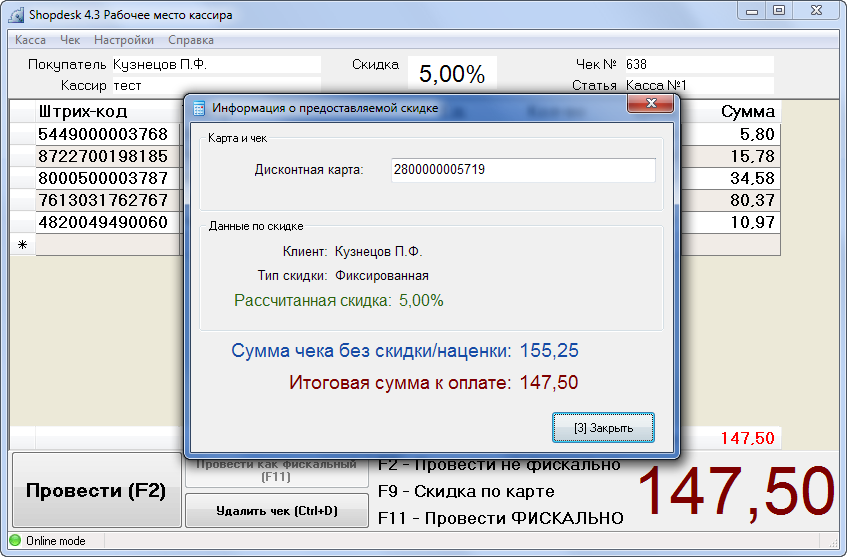 Shopdesk 4.3 Рабочее место кассира
Касса Чек Настройки Справка
Покупатель Кузнецов П.Ф. Скидка 5,00% Чек № 638
Кассир тест Статья Касса №1
Штрих-код Сумма
5449000003768 5,80
8722700198185 15,78
8000500003787 34,58
7613031762767 80,37
4820049490060 10,97
*
Информация о предоставляемой скидке
Карта и чек
Дисконтная карта: 2800000005719
Данные по скидке
Клиент: Кузнецов П.Ф.
Тип скидки: Фиксированная
Рассчитанная скидка: 5,00%
Сумма чека без скидки/наценки: 155,25
Итоговая сумма к оплате: 147,50
[3] Закрыть
147,50
Провести (F2)
Провести как фискальный
(F11)
Удалить чек (Ctrl+D)
F2 - Провести не фискально
F9 - Скидка по карте
F11 - Провести ФИСКАЛЬНО
147,50
Online mode